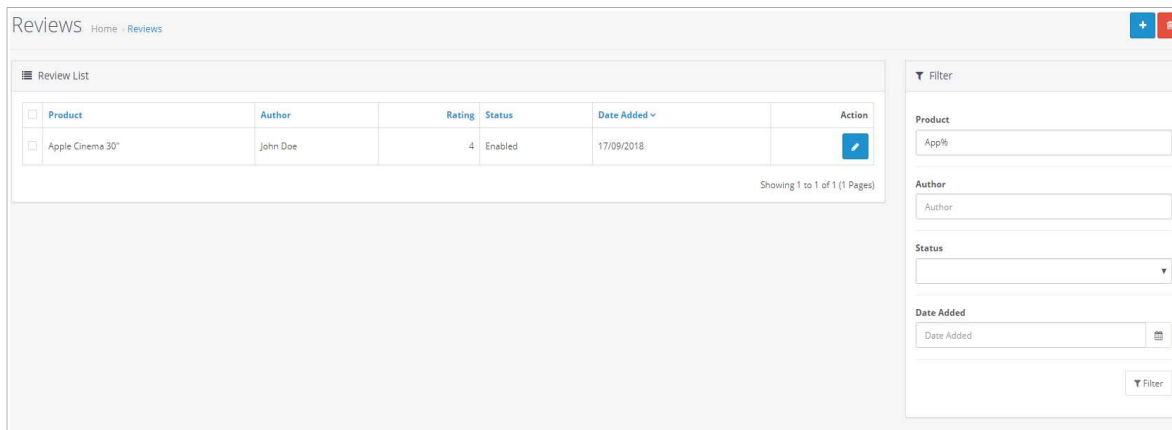 Reviews Home › Reviews
Review List
Product Author Rating Status Date Added Action
Apple Cinema 30" John Doe 4 Enabled 17/09/2018
Showing 1 to 1 of 1 (1 Pages)
Filter
Product
App%
Author
Author
Status
Date Added
Date Added
Filter